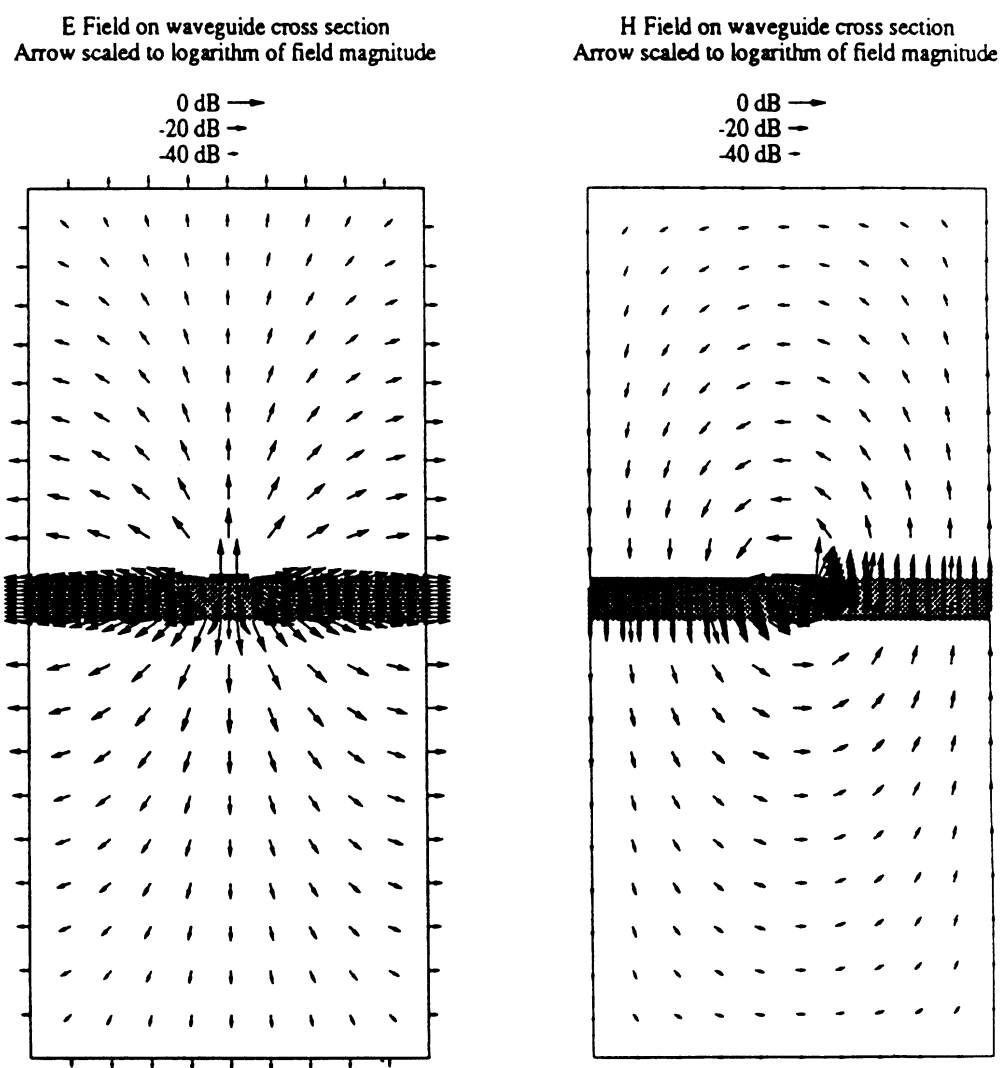 E Field on waveguide cross section
Arrow scaled to logarithm of field magnitude
0 dB
-20 dB
-40 dB
H Field on waveguide cross section
Arrow scaled to logarithm of field magnitude
0 dB
-20 dB
-40 dB